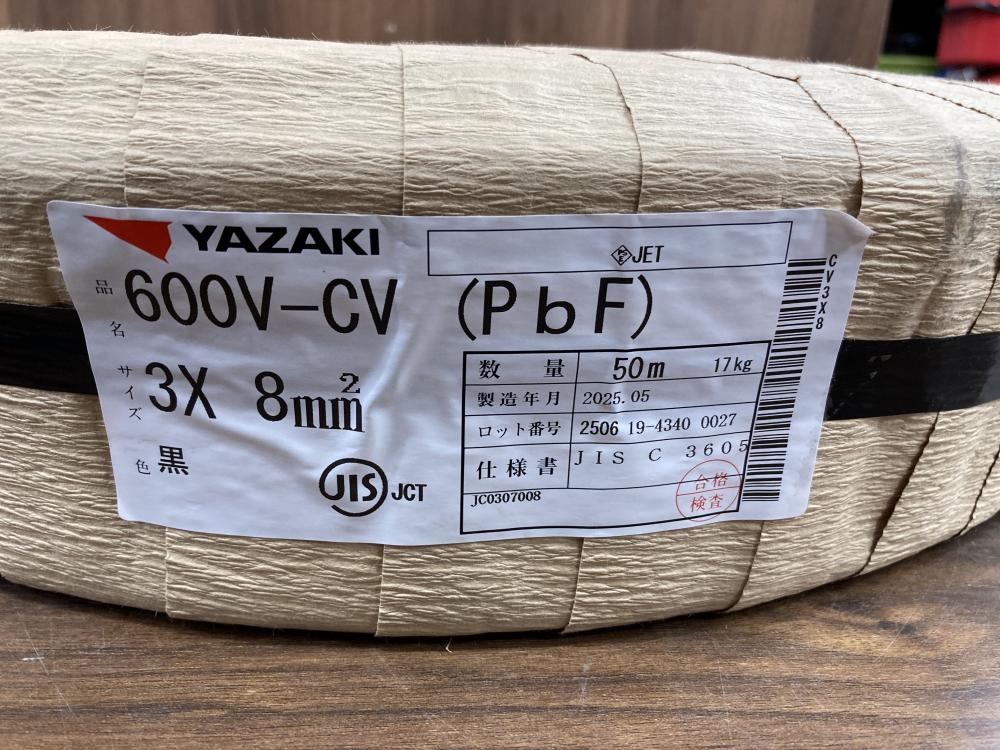 YAZAKI
JET
品名 600V-CV (PbF)
サイズ 3X 8mm²
色 黒
JIS JCT
数量 50m 17kg
製造年月 2025.05
ロット番号 2506 19-4340 0027
仕様書 JIS C 3605
JC0307008
合格
検査
CV3X8